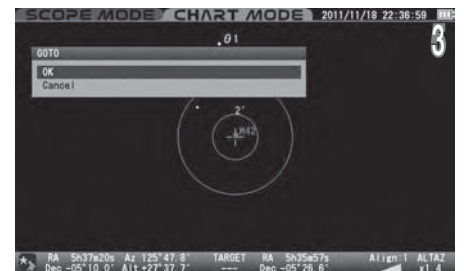 SCOPE MODE CHART MODE 2011/11/18 22:36:59
3
θ1
GOTO
OK
Cancel
2°
M42
RA 5h37m20s Az 125°47.8' TARGET RA 5h35m57s Align:1 ALTAZ
Dec -05°10.0' Alt +27°37.7' --- Dec -05°26.6' x1.4